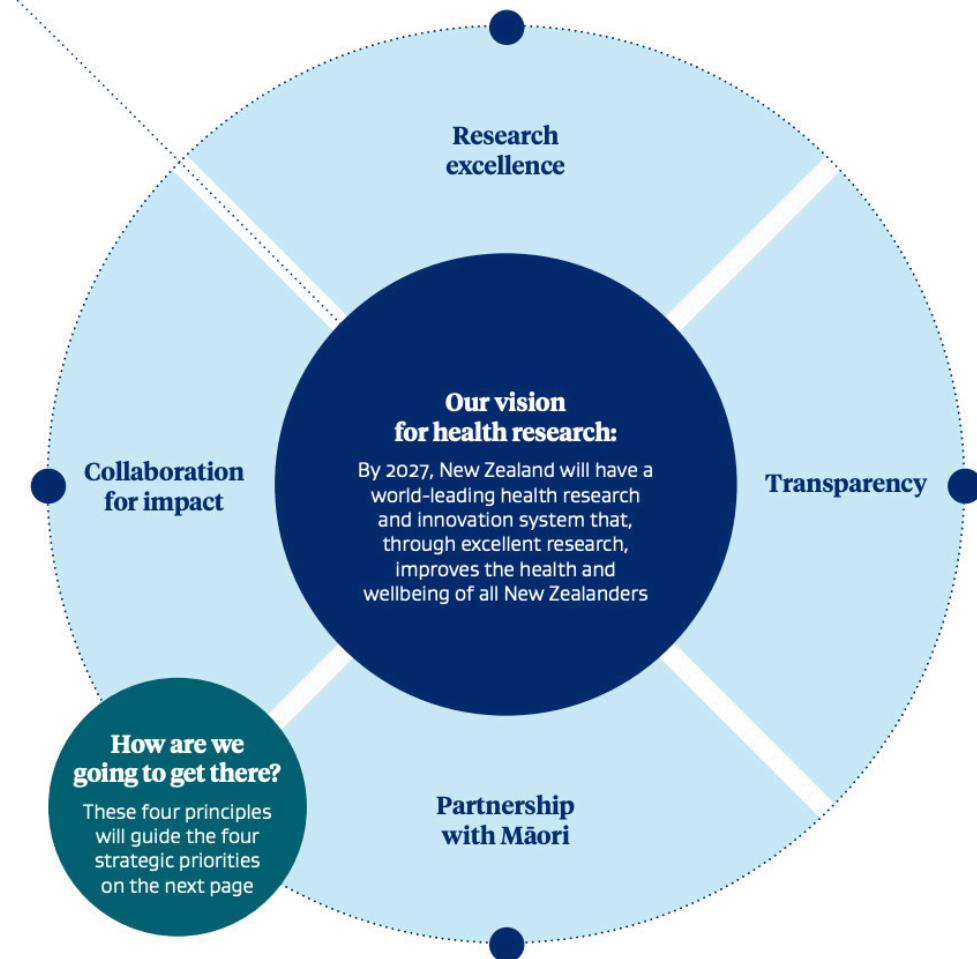 Research
excellence
Our vision
for health research:
By 2027, New Zealand will have a
world-leading health research
and innovation system that,
through excellent research,
improves the health and
wellbeing of all New Zealanders
Collaboration
for impact
Transparency
How are we
going to get there?
These four principles
will guide the four
strategic priorities
on the next page
Partnership
with Māori